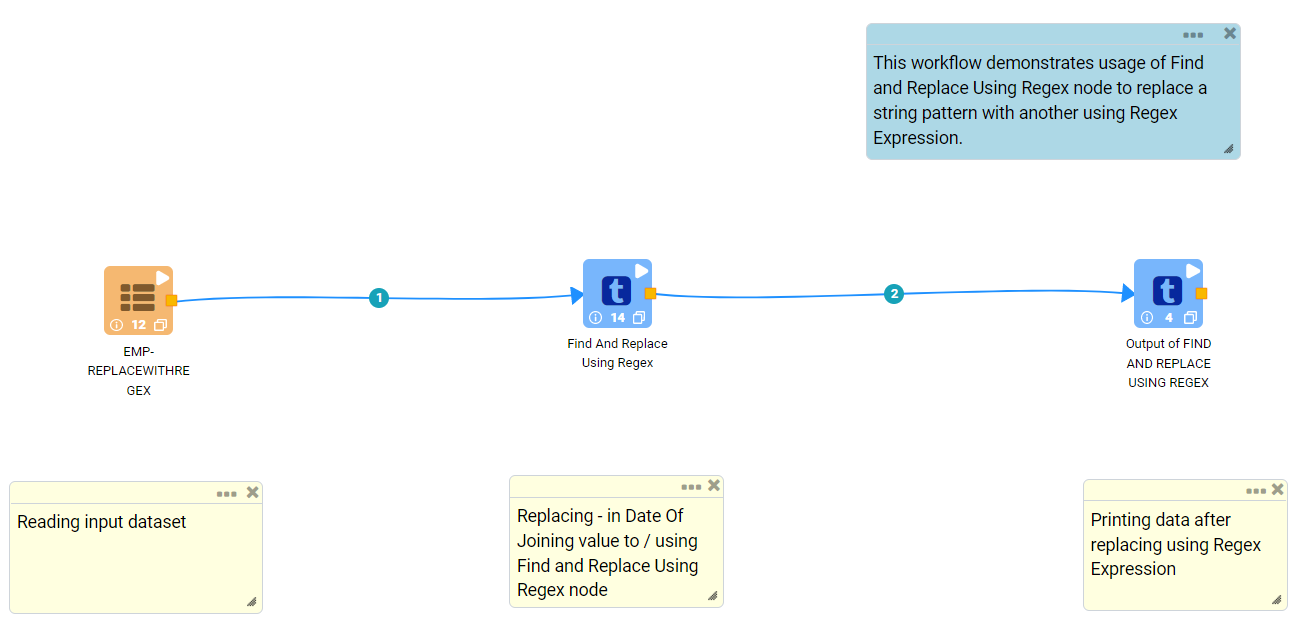 This workflow demonstrates usage of Find
and Replace Using Regex node to replace a
string pattern with another using Regex
Expression.
1
2
t
t
12
14
4
EMP-
REPLACEWITHRE
GEX
Find And Replace
Using Regex
Output of FIND
AND REPLACE
USING REGEX
Reading input dataset
Replacing - in Date Of
Joining value to / using
Find and Replace Using
Regex node
Printing data after
replacing using Regex
Expression